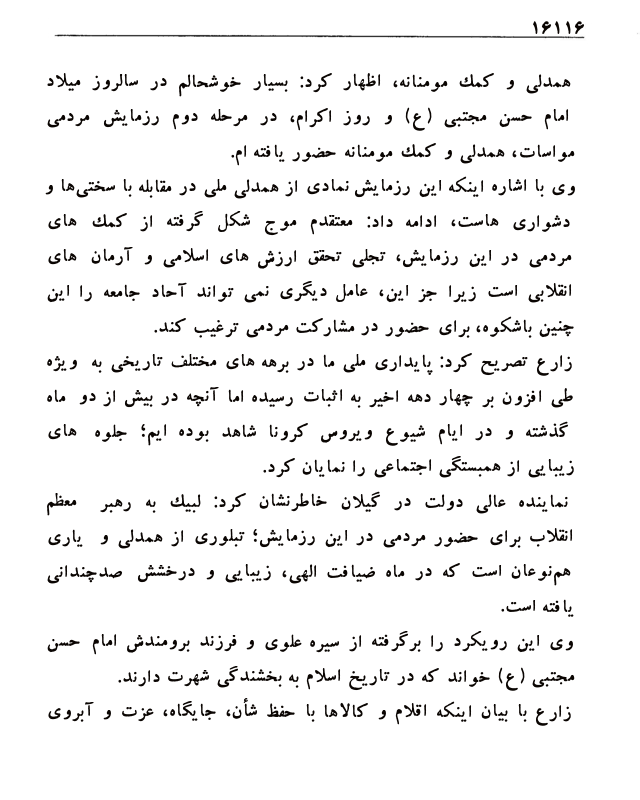 ۱۶۱۱۶
همدلی و کمك مومنانه، اظهار کرد: بسیار خوشحالم در سالروز میلاد
امام حسن مجتبی (ع) و روز اکرام، در مرحله دوم رزمایش مردمی
مواسات، همدلی و کمك مومنانه حضور یافته ام.
وی با اشاره اینکه این رزمایش نمادی از همدلی ملی در مقابله با سختی‌ها و
دشواری هاست، ادامه داد: معتقدم موج شکل گرفته از کمك های
مردمی در این رزمایش، تجلی تحقق ارزش های اسلامی و آرمان های
انقلابی است زیرا جز این، عامل دیگری نمی تواند آحاد جامعه را این
چنین باشکوه، برای حضور در مشارکت مردمی ترغیب کند.
زارع تصریح کرد: پایداری ملی ما در برهه های مختلف تاریخی به ویژه
طی افزون بر چهار دهه اخیر به اثبات رسیده اما آنچه در بیش از دو ماه
گذشته و در ایام شیوع ویروس کرونا شاهد بوده ایم؛ جلوه های
زیبایی از همبستگی اجتماعی را نمایان کرد.
نماینده عالی دولت در گیلان خاطرنشان کرد: لبیك به رهبر معظم
انقلاب برای حضور مردمی در این رزمایش؛ تبلوری از همدلی و یاری
هم‌نوعان است که در ماه ضیافت الهی، زیبایی و درخشش صدچندانی
یافته است.
وی این رویکرد را برگرفته از سیره علوی و فرزند برومندش امام حسن
مجتبی (ع) خواند که در تاریخ اسلام به بخشندگی شهرت دارند.
زارع با بیان اینکه اقلام و کالاها با حفظ شأن، جایگاه، عزت و آبروی